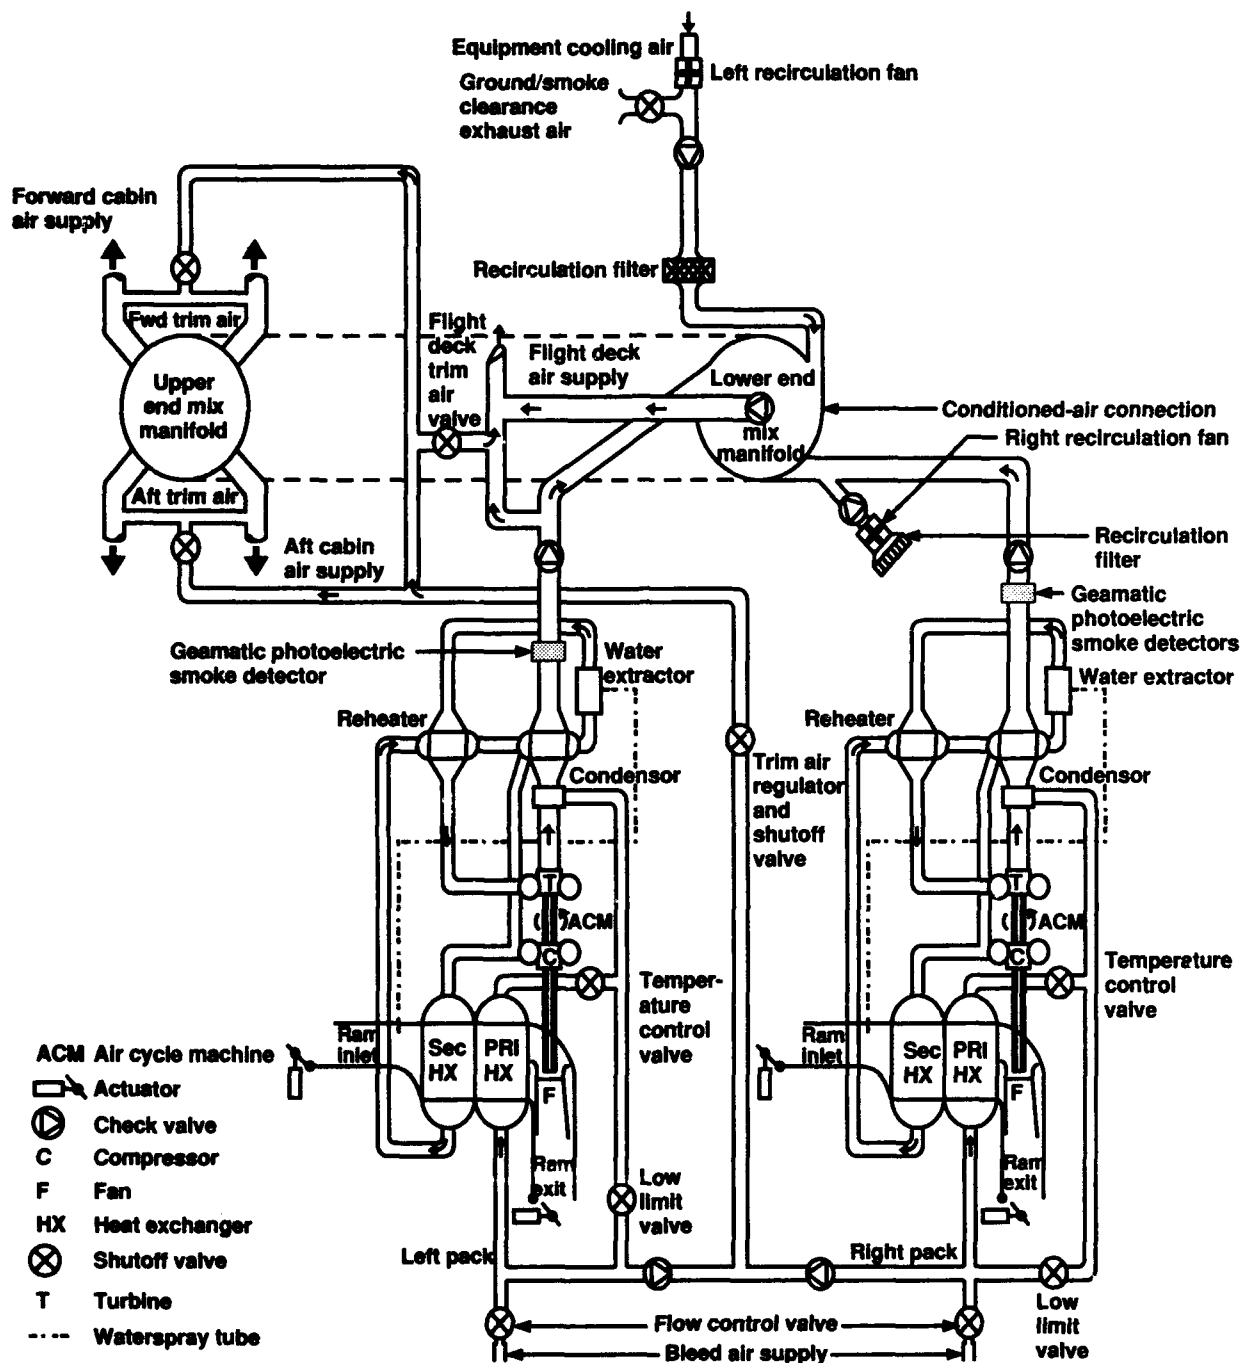 Equipment cooling air
Left recirculation fan
Ground/smoke
clearance
exhaust air
Forward cabin
air supply
Recirculation filter
Fwd trim air
Flight
deck
trim
air
valve
Flight deck
air supply
Lower end
mix
manifold
Upper
end mix
manifold
Conditioned-air connection
Right recirculation fan
Aft trim air
Aft cabin
air supply
Recirculation
filter
Geamatic photoelectric
smoke detector
Water
extractor
Geamatic
photoelectric
smoke detectors
Water extractor
Reheater
Reheater
Condensor
Trim air
regulator
and
shutoff
valve
Condensor
T
ACM
C
T
ACM
C
Temper-
ature
control
valve
Temperature
control
valve
Ram
inlet
Sec
HX
PRI
HX
F
Ram
inlet
Sec
HX
PRI
HX
F
ACM Air cycle machine
Actuator
Check valve
C Compressor
F Fan
HX Heat exchanger
Shutoff valve
T Turbine
Waterspray tube
Ram
exit
Low
limit
valve
Ram
exit
Left pack
Right pack
Low
limit
valve
Flow control valve
Bleed air supply